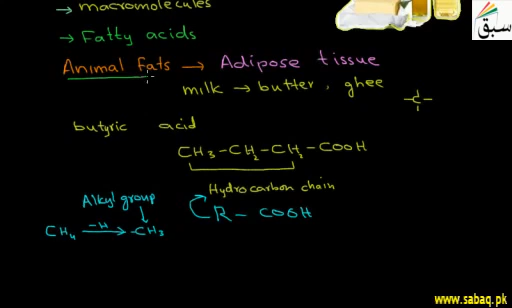 → macromolecules
سبق
→ Fatty acids
Animal fats → Adipose tissue
milk → butter, ghee
-C-
butyric acid
CH3-CH2-CH2-COOH
Hydrocarbon chain
Alkyl group
R - COOH
CH4 -H→ -CH3
www.sabaq.pk